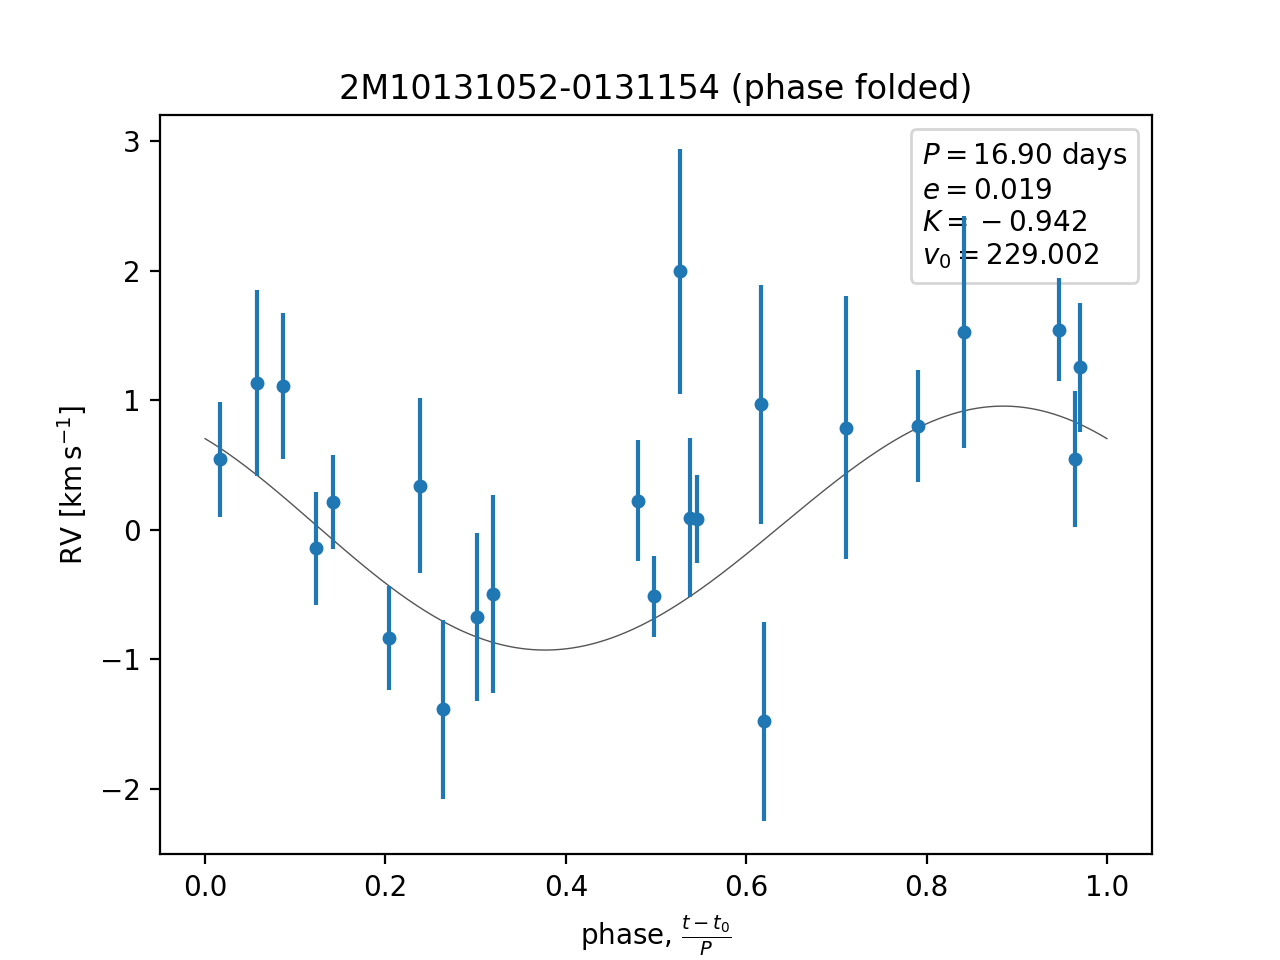 2M10131052-0131154 (phase folded)
P = 16.90 days
e = 0.019
K = −0.942
v₀ = 229.002
3
2
1
0
−1
−2
RV [km s⁻¹]
0.0 0.2 0.4 0.6 0.8 1.0
phase, (t − t₀)/P